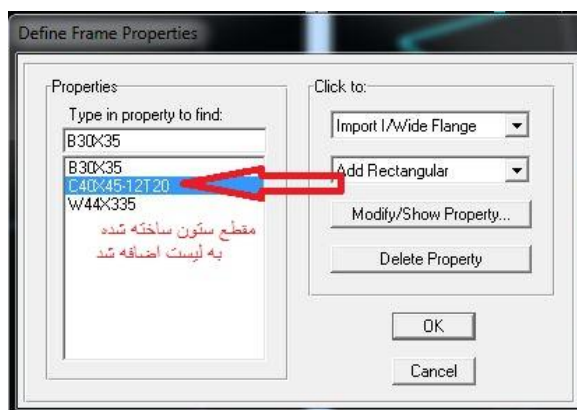 Define Frame Properties
Properties
Type in property to find:
B30X35
B30X35
C40X45-12T20
W44X335
مقطع ستون ساخته شده
به لیست اضافه شد
Click to:
Import I/Wide Flange
Add Rectangular
Modify/Show Property...
Delete Property
OK
Cancel